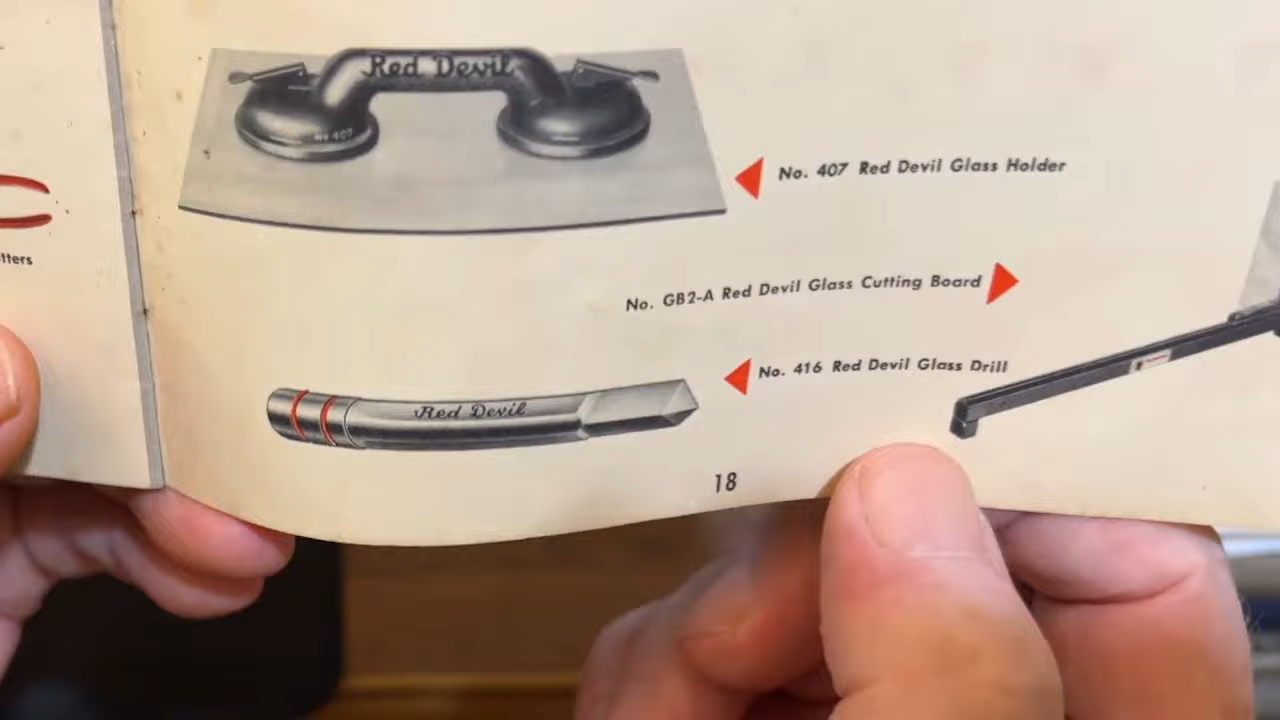 Red Devil
No 407
No. 407 Red Devil Glass Holder
tters
No. GB2-A Red Devil Glass Cutting Board
No. 416 Red Devil Glass Drill
Red Devil
18